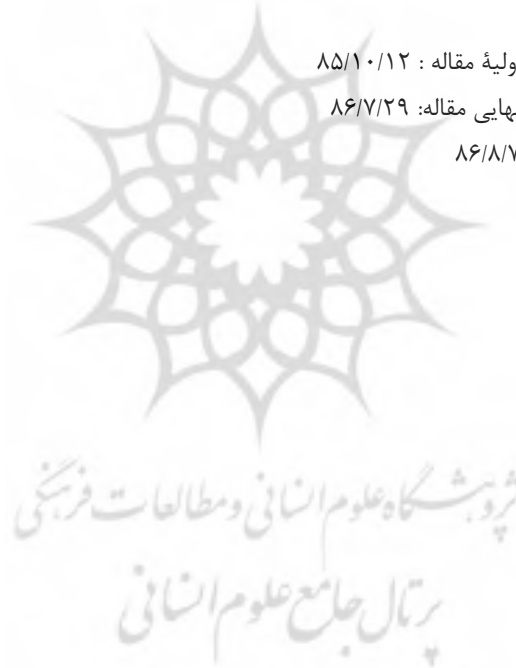 ولیهٔ مقاله : ۸۵/۱۰/۱۲
هایی مقاله: ۸۶/۷/۲۹
۸۶/۸/۷
پژوهشگاه علوم انسانی و مطالعات فرهنگی
پرتال جامع علوم انسانی